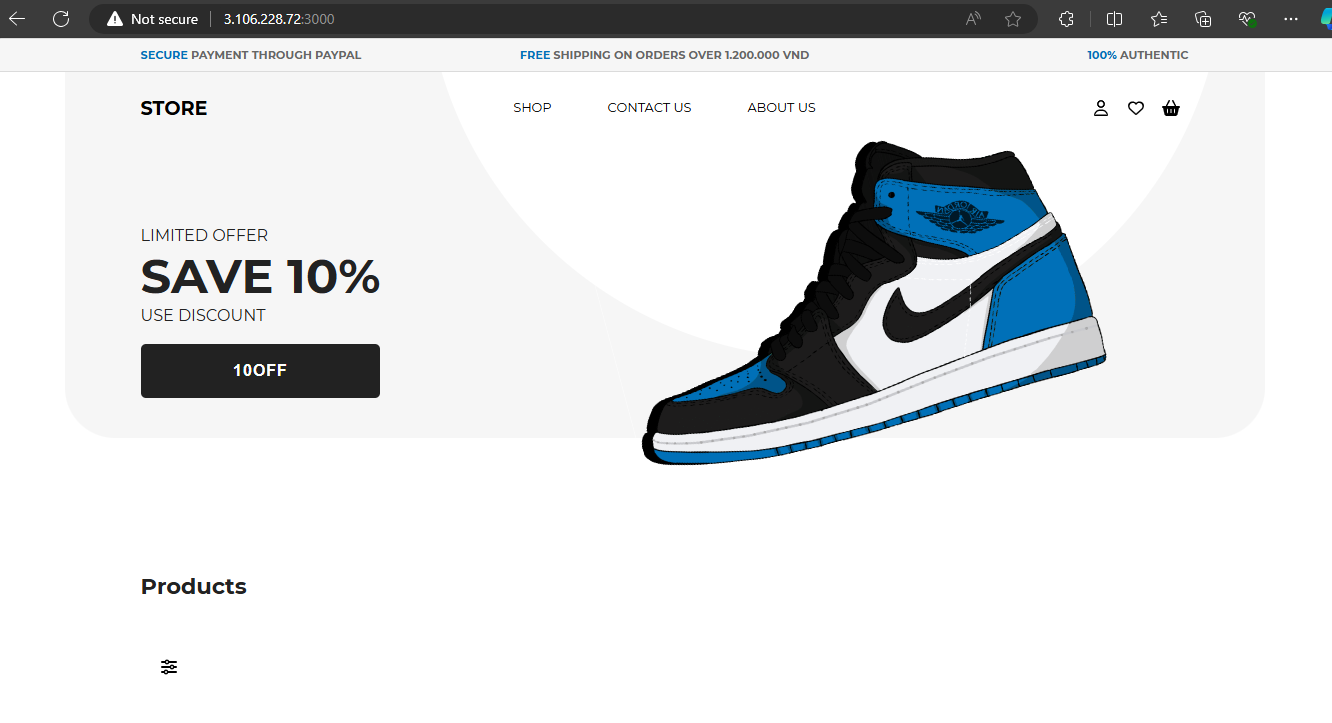 Not secure 3.106.228.72:3000
SECURE PAYMENT THROUGH PAYPAL
FREE SHIPPING ON ORDERS OVER 1.200.000 VND
100% AUTHENTIC
STORE
SHOP
CONTACT US
ABOUT US
LIMITED OFFER
SAVE 10%
USE DISCOUNT
10OFF
Products